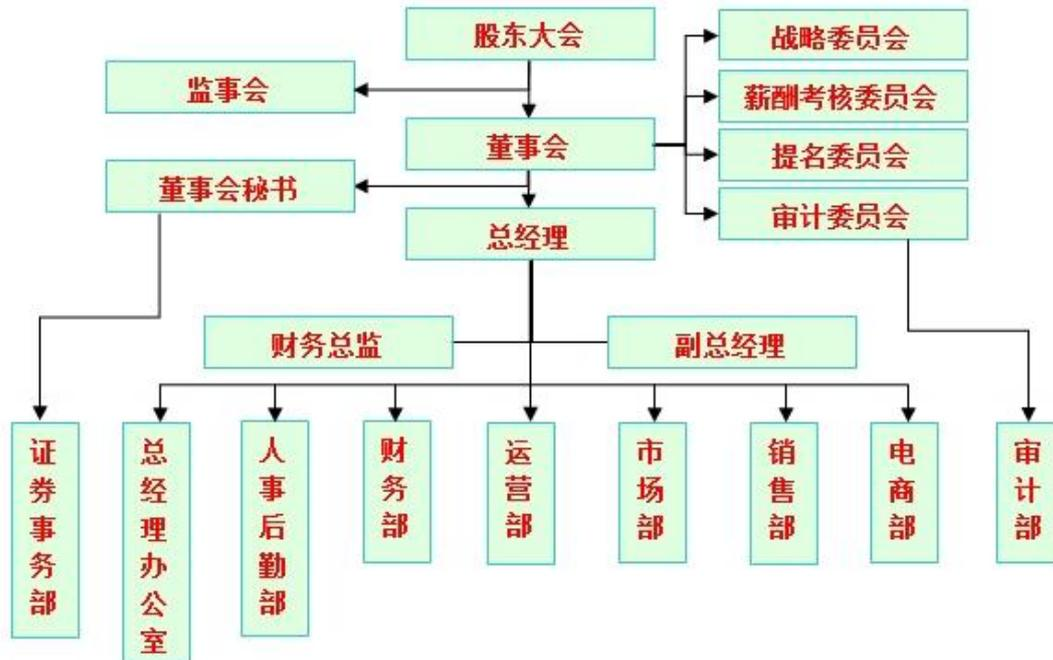 股东大会
战略委员会
监事会
薪酬考核委员会
董事会
提名委员会
董事会秘书
审计委员会
总经理
财务总监
副总经理
证券事务部
总经理办公室
人事后勤部
财务部
运营部
市场部
销售部
电商部
审计部